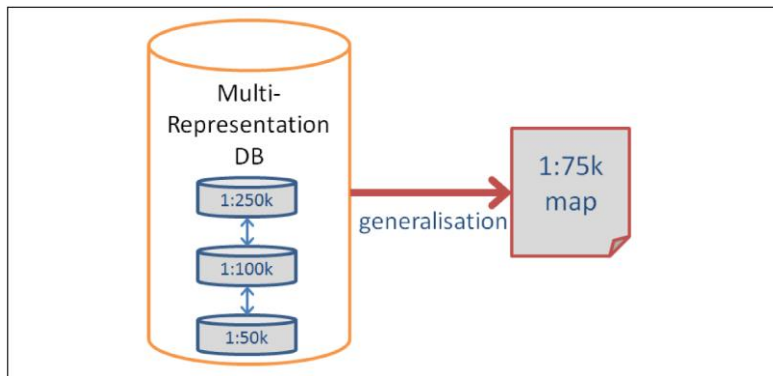 Multi-
Representation
DB
1:250k
1:100k
1:50k
generalisation
1:75k
map